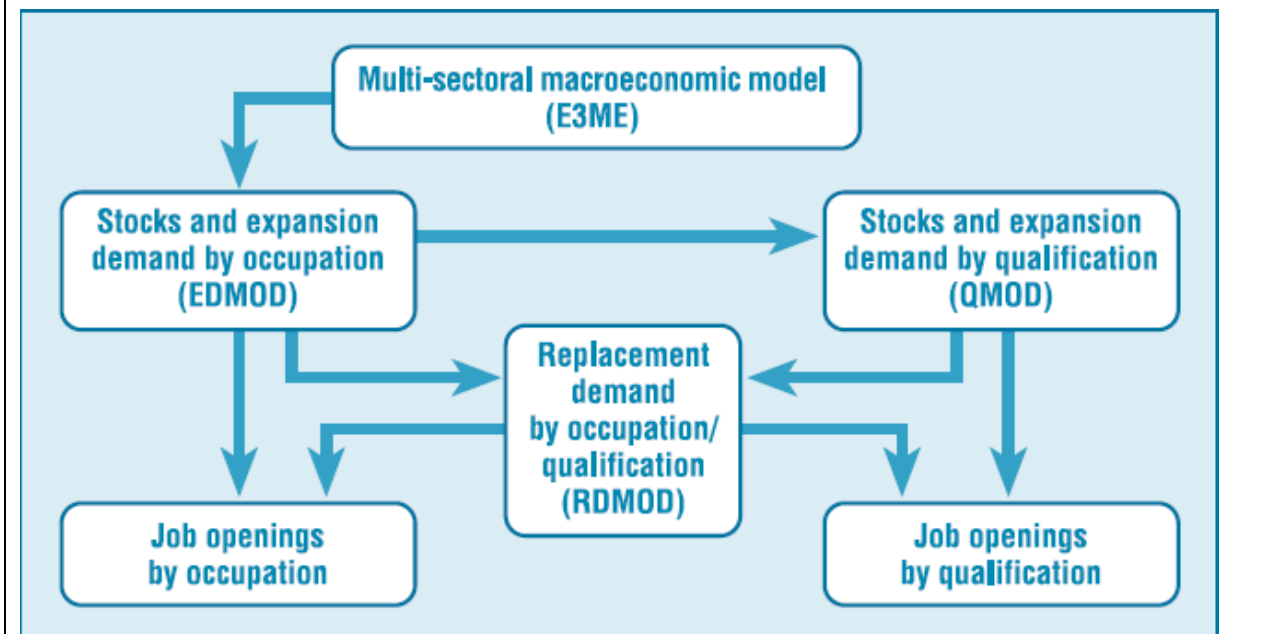 Multi-sectoral macroeconomic model
(E3ME)
Stocks and expansion
demand by occupation
(EDMOD)
Stocks and expansion
demand by qualification
(QMOD)
Replacement
demand
by occupation/
qualification
(RDMOD)
Job openings
by occupation
Job openings
by qualification